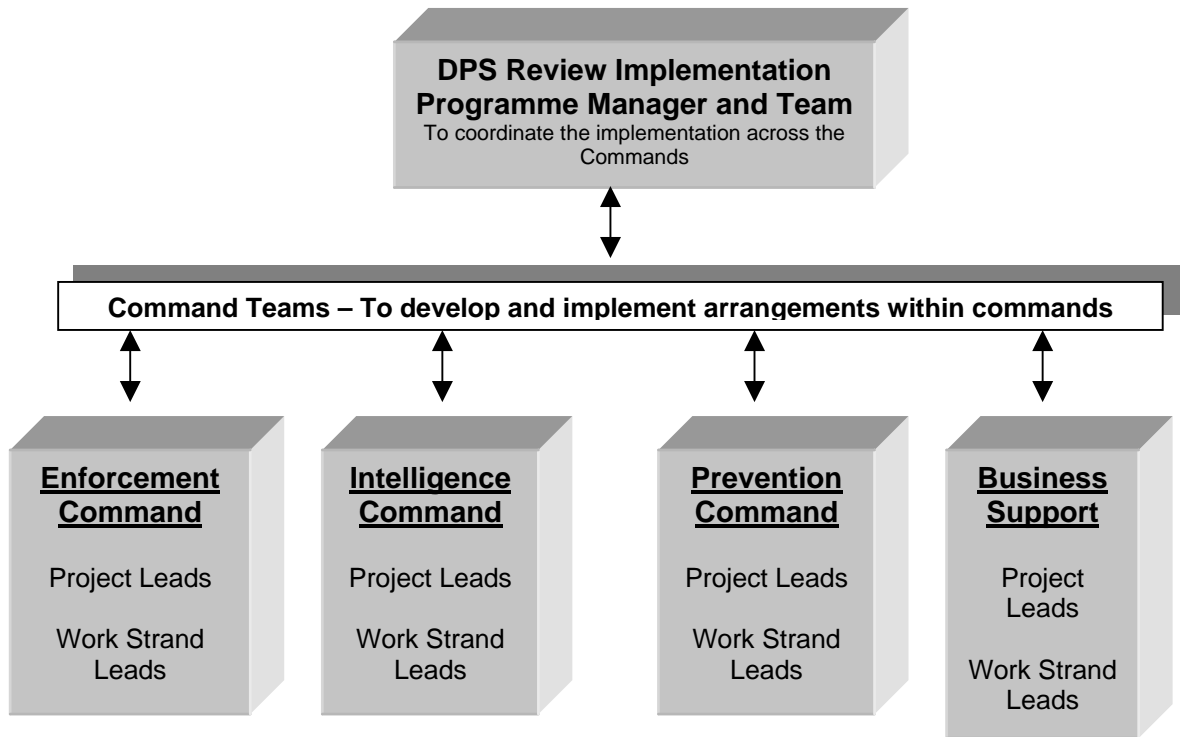 DPS Review Implementation
Programme Manager and Team
To coordinate the implementation across the
Commands
Command Teams – To develop and implement arrangements within commands
Enforcement
Command
Project Leads
Work Strand
Leads
Intelligence
Command
Project Leads
Work Strand
Leads
Prevention
Command
Project Leads
Work Strand
Leads
Business
Support
Project
Leads
Work Strand
Leads